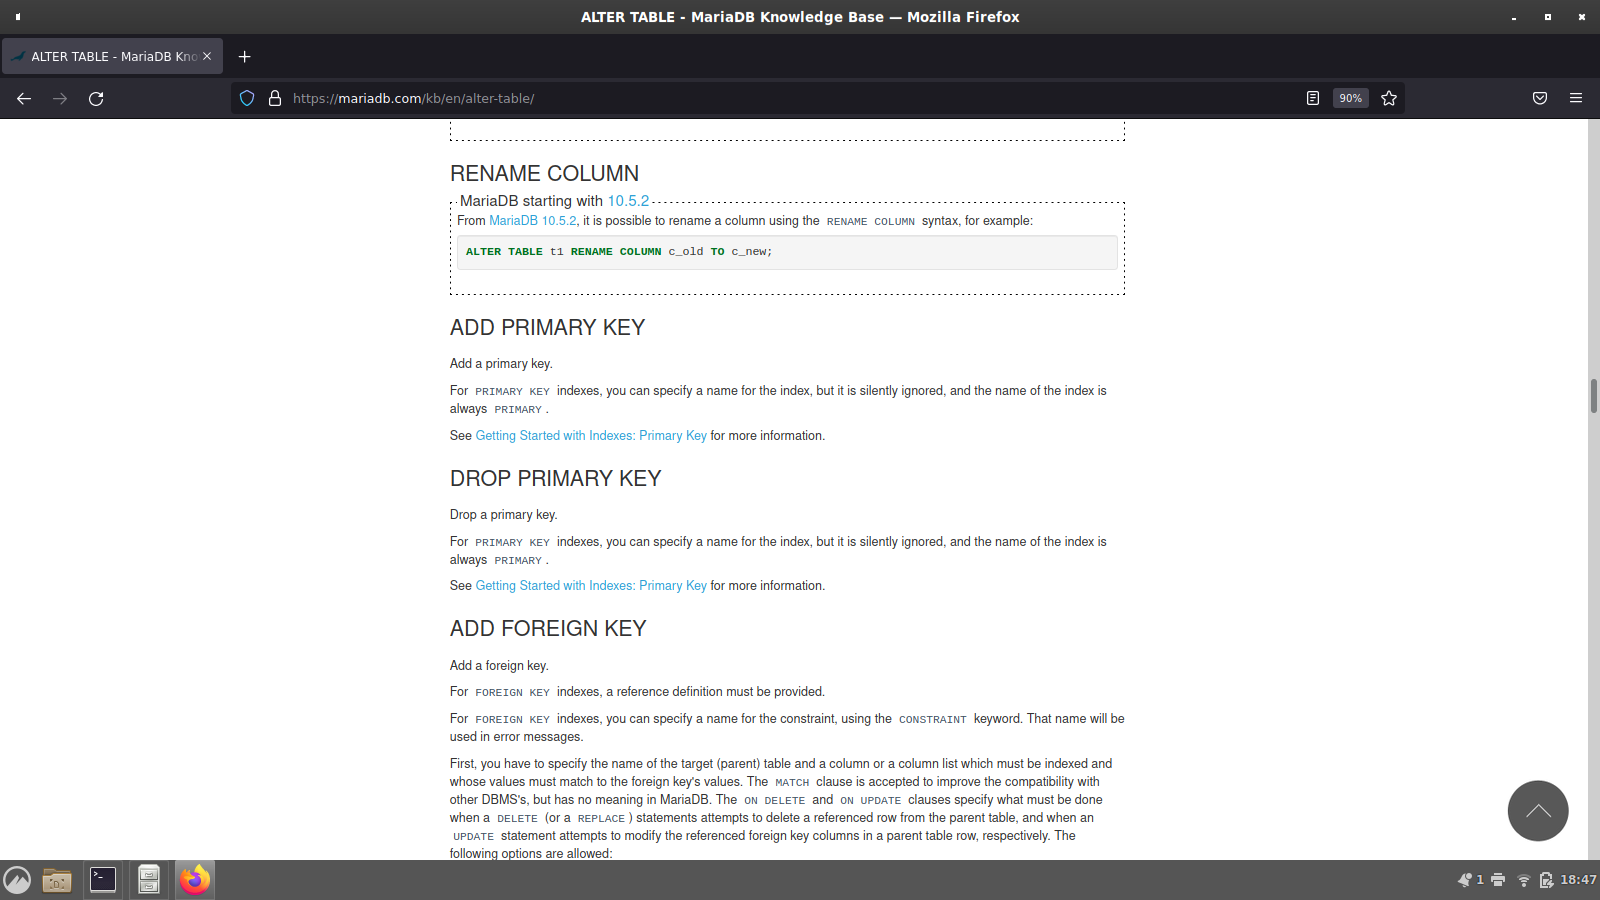 ALTER TABLE - MariaDB Knowledge Base — Mozilla Firefox
ALTER TABLE - MariaDB Kno
https://mariadb.com/kb/en/alter-table/
90%
RENAME COLUMN
MariaDB starting with 10.5.2
From MariaDB 10.5.2, it is possible to rename a column using the RENAME COLUMN syntax, for example:
ALTER TABLE t1 RENAME COLUMN c_old TO c_new;
ADD PRIMARY KEY
Add a primary key.
For PRIMARY KEY indexes, you can specify a name for the index, but it is silently ignored, and the name of the index is
always PRIMARY .
See Getting Started with Indexes: Primary Key for more information.
DROP PRIMARY KEY
Drop a primary key.
For PRIMARY KEY indexes, you can specify a name for the index, but it is silently ignored, and the name of the index is
always PRIMARY .
See Getting Started with Indexes: Primary Key for more information.
ADD FOREIGN KEY
Add a foreign key.
For FOREIGN KEY indexes, a reference definition must be provided.
For FOREIGN KEY indexes, you can specify a name for the constraint, using the CONSTRAINT keyword. That name will be
used in error messages.
First, you have to specify the name of the target (parent) table and a column or a column list which must be indexed and
whose values must match to the foreign key's values. The MATCH clause is accepted to improve the compatibility with
other DBMS's, but has no meaning in MariaDB. The ON DELETE and ON UPDATE clauses specify what must be done
when a DELETE (or a REPLACE ) statements attempts to delete a referenced row from the parent table, and when an
UPDATE statement attempts to modify the referenced foreign key columns in a parent table row, respectively. The
following options are allowed:
1
18:47